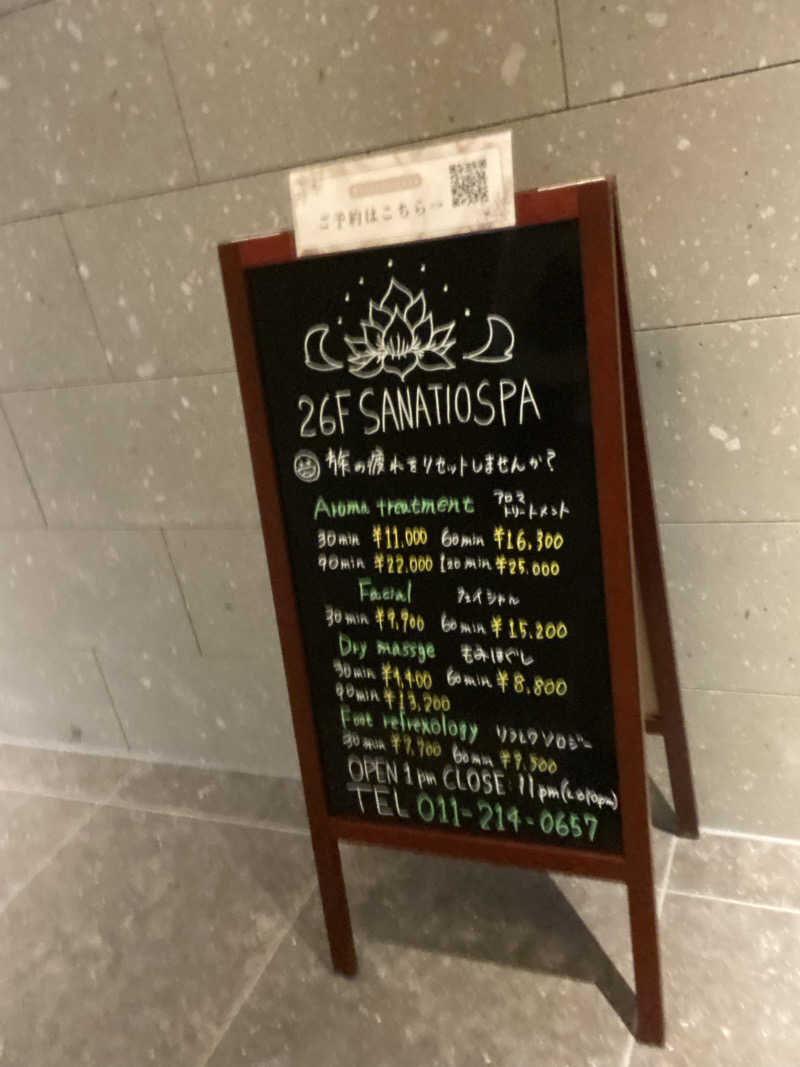 ご予約はこちら→
26F SANATIOSPA
旅の疲れをリセットしませんか?
Aroma treatment アロマトリートメント
30min ¥11.000 60min ¥16,300
90min ¥22.000 120min ¥25.000
Facial フェイシャル
30min ¥9,900 60min ¥15.200
Dry massge もみほぐし
30min ¥4,400 60min ¥8.800
90min ¥13,200
Foot refrexology リフレクソロジー
30min ¥7,700 60min ¥9.500
OPEN 1pm CLOSE 11pm(L.o10pm)
TEL 011-214-0657